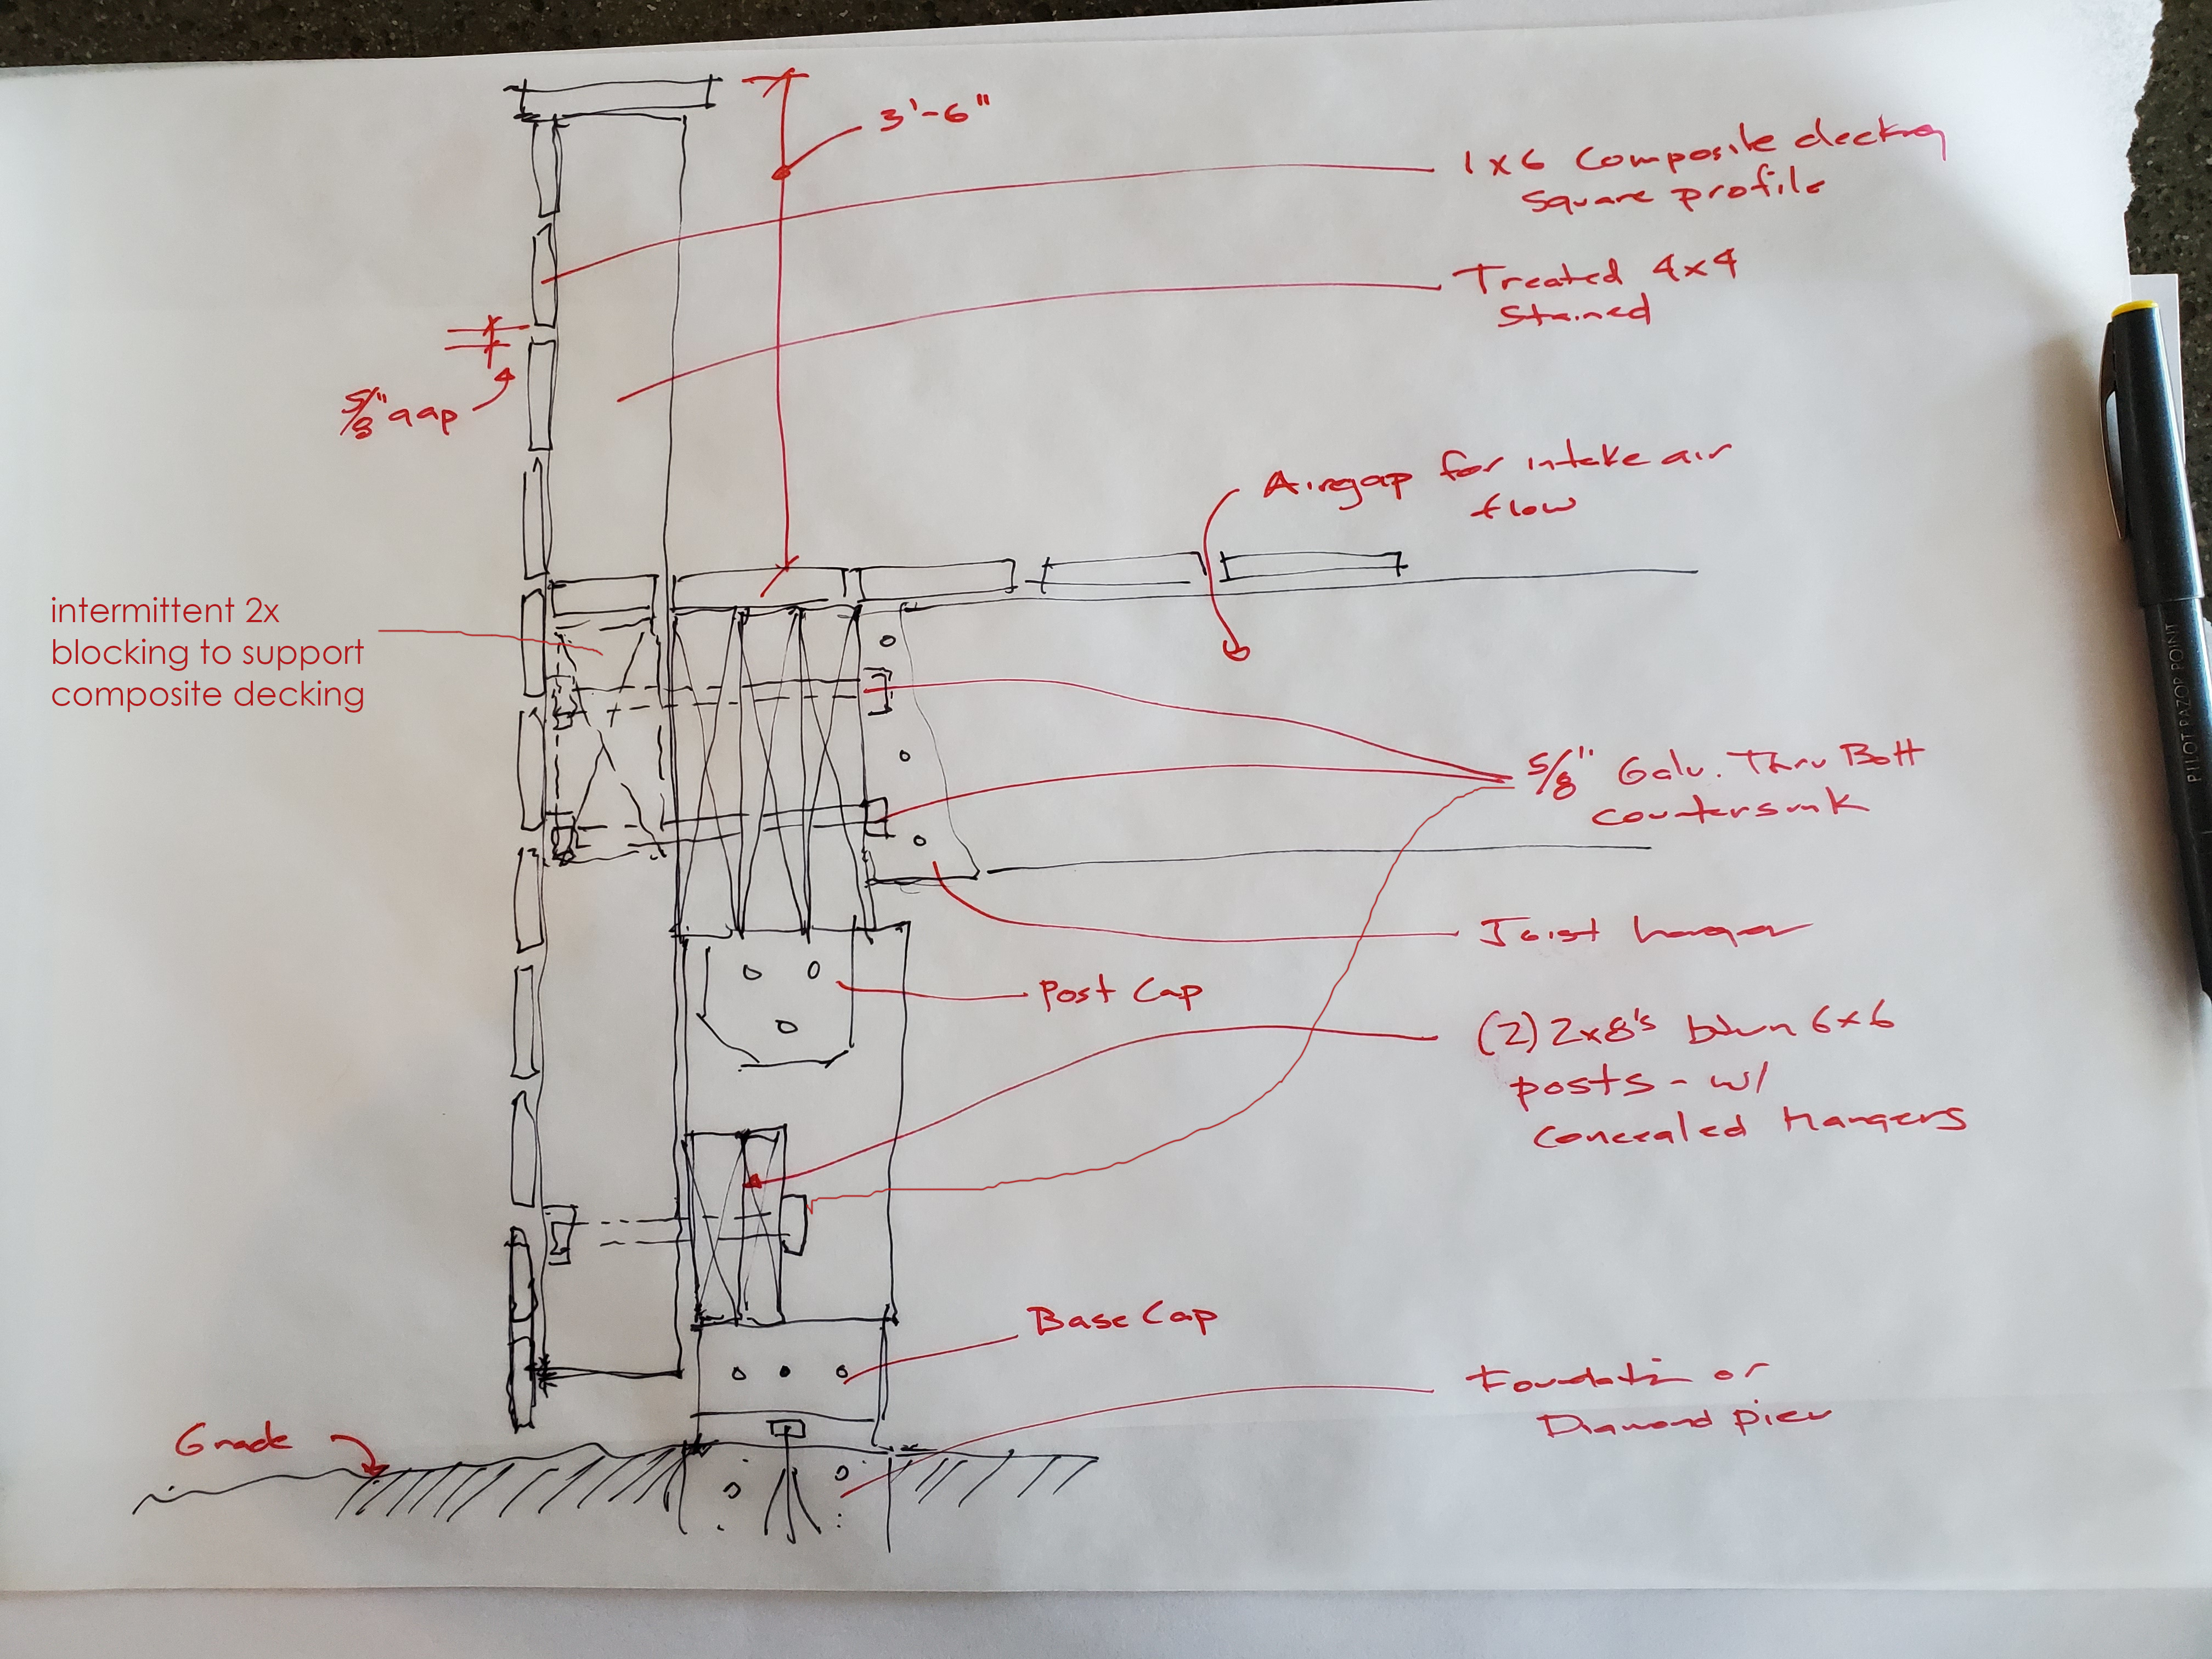 3'-6"
1x6 Composite decking
square profile
Treated 4x4
stained
5/8" gap
Airgap for intake air
flow
intermittent 2x
blocking to support
composite decking
5/8" Galv. Thru Bolt
countersunk
Joist hanger
Post Cap
(2) 2x8's btwn 6x6
posts - w/
concealed Hangers
Base Cap
Foundation or
Diamond pier
Grade
PILOT RAZOR POINT